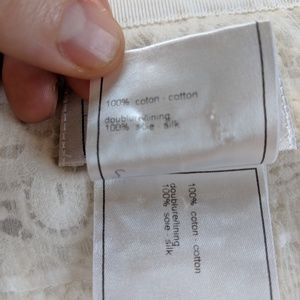 100% coton - cotton
doublure/lining
100% soie - silk
100% coton - cotton
doublure/lining
100% soie - silk